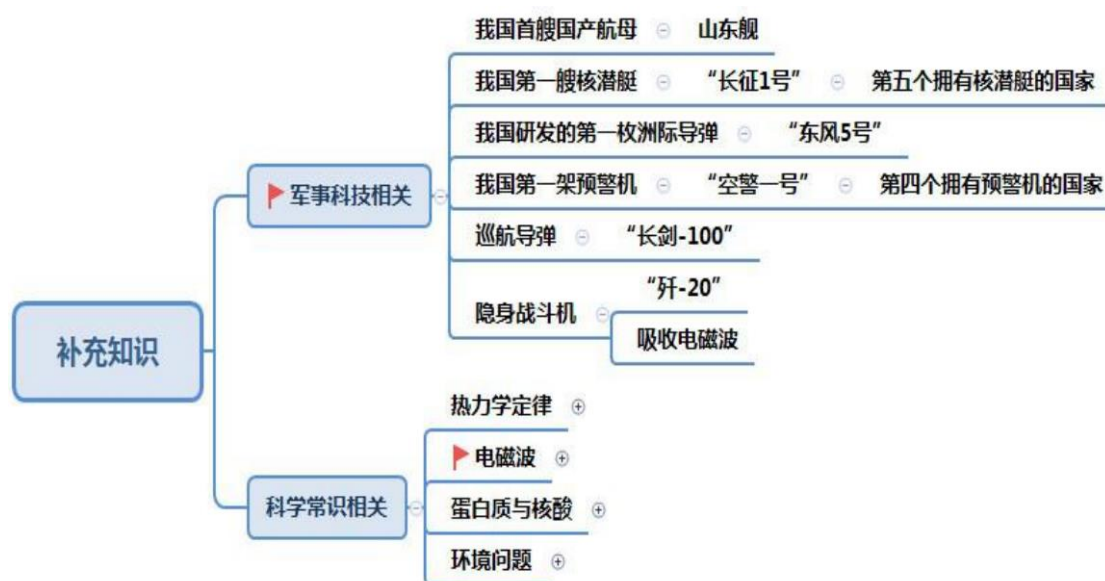 补充知识
军事科技相关
我国首艘国产航母 山东舰
我国第一艘核潜艇 “长征1号” 第五个拥有核潜艇的国家
我国研发的第一枚洲际导弹 “东风5号”
我国第一架预警机 “空警一号” 第四个拥有预警机的国家
巡航导弹 “长剑-100”
隐身战斗机
“歼-20”
吸收电磁波
科学常识相关
热力学定律
电磁波
蛋白质与核酸
环境问题